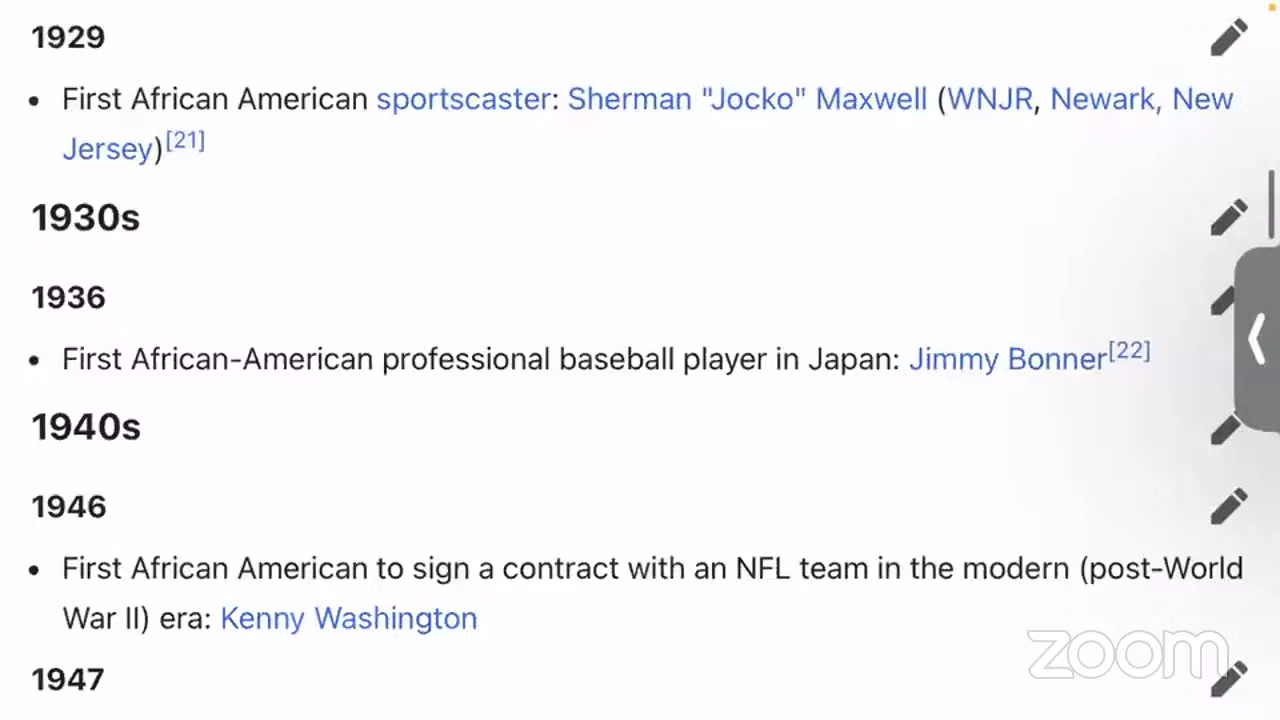 1929
• First African American sportscaster: Sherman "Jocko" Maxwell (WNJR, Newark, New
Jersey)[21]
1930s
1936
• First African-American professional baseball player in Japan: Jimmy Bonner[22]
1940s
1946
• First African American to sign a contract with an NFL team in the modern (post-World
War II) era: Kenny Washington
zoom
1947